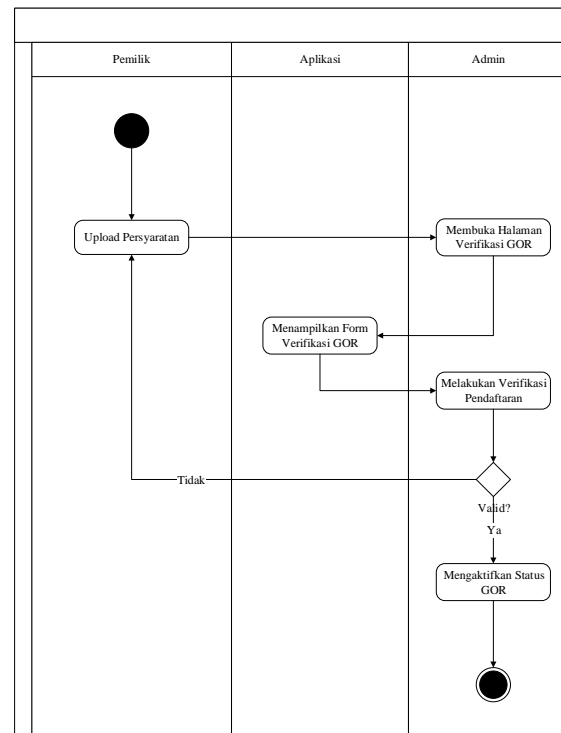 Pemilik
Aplikasi
Admin
Upload Persyaratan
Membuka Halaman
Verifikasi GOR
Menampilkan Form
Verifikasi GOR
Melakukan Verifikasi
Pendaftaran
Tidak
Valid?
Ya
Mengaktifkan Status
GOR